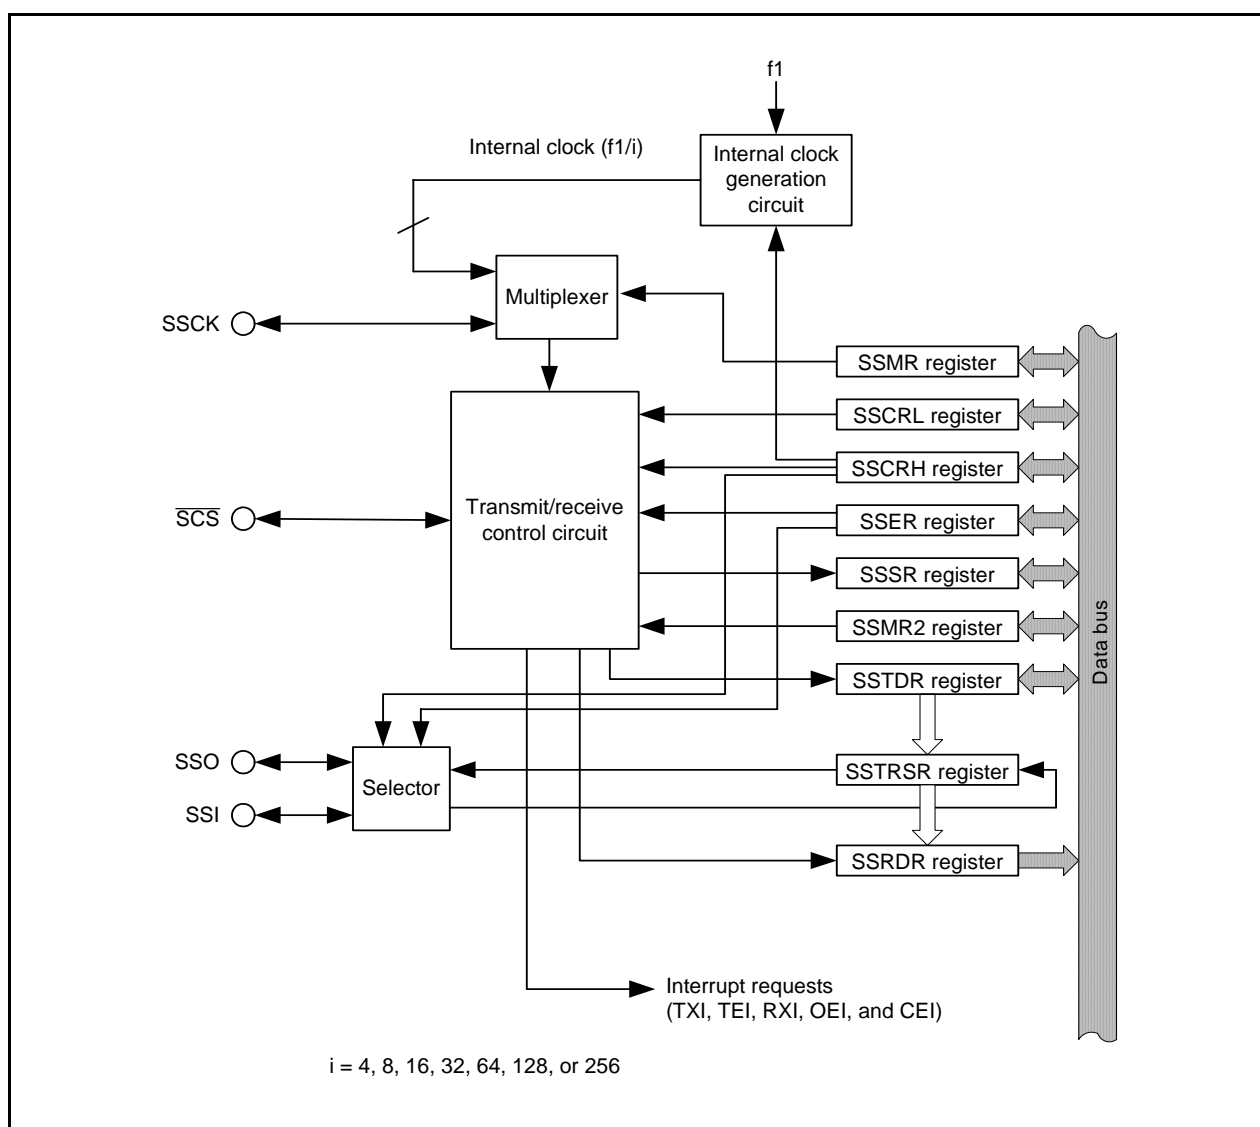 f1
Internal clock (f1/i)
Internal clock
generation
circuit
Multiplexer
SSCK
SSMR register
SSCRL register
SSCRH register
SCS
Transmit/receive
control circuit
SSER register
SSSR register
SSMR2 register
Data bus
SSTDR register
SSO
SSI
Selector
SSTRSR register
SSRDR register
Interrupt requests
(TXI, TEI, RXI, OEI, and CEI)
i = 4, 8, 16, 32, 64, 128, or 256